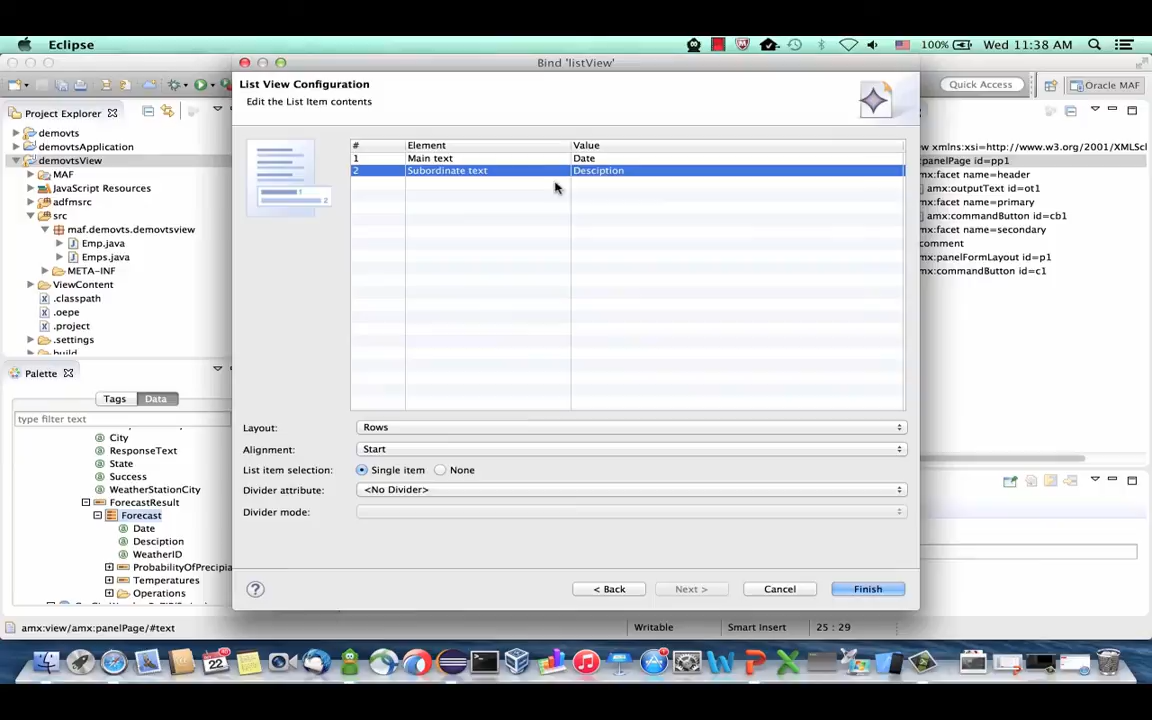 Eclipse
100%
Wed 11:38 AM
Bind 'listView'
List View Configuration
Edit the List Item contents
Quick Access
Oracle MAF
Project Explorer
demovts
demovtsApplication
demovtsView
MAF
JavaScript Resources
adfmsrc
src
maf.demovts.demovtsview
Emp.java
Emps.java
META-INF
ViewContent
.classpath
.oepe
.project
.settings
build
# Element Value
1 Main text Date
2 Subordinate text Desciption
xmlns:xsi=http://www.w3.org/2001/XMLScl
panelPage id=pp1
mx:facet name=header
amx:outputText id=ot1
mx:facet name=primary
amx:commandButton id=cb1
mx:facet name=secondary
omment
mx:panelFormLayout id=p1
mx:commandButton id=c1
Palette
Tags
Data
type filter text
City
ResponseText
State
Success
WeatherStationCity
ForecastResult
Forecast
Date
Desciption
WeatherID
ProbabilityOfPrecipia
Temperatures
Operations
Layout: Rows
Alignment: Start
List item selection: Single item None
Divider attribute: <No Divider>
Divider mode:
?
< Back
Next >
Cancel
Finish
amx:view/amx:panelPage/#text
Writable
Smart Insert
25 : 29
22